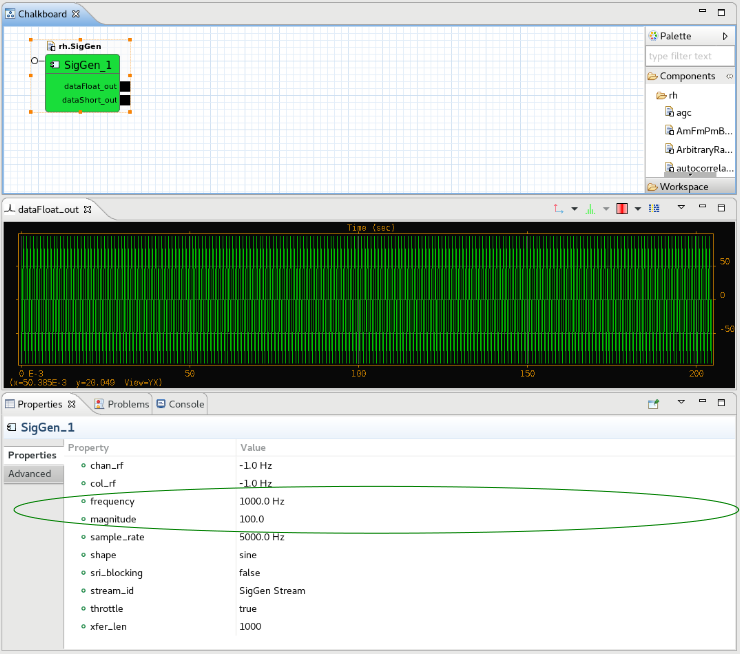 Chalkboard
rh.SigGen
SigGen_1
dataFloat_out
dataShort_out
Palette
type filter text
Components
rh
agc
AmFmPmB...
ArbitraryRa...
autocorrela...
Workspace
dataFloat_out
Time (sec)
50
0
-50
0 E-3 50 100 150 200
(x=50.385E-3 y=20.049 View=YX)
Properties Problems Console
SigGen_1
Properties
Advanced
Property Value
chan_rf -1.0 Hz
col_rf -1.0 Hz
frequency 1000.0 Hz
magnitude 100.0
sample_rate 5000.0 Hz
shape sine
sri_blocking false
stream_id SigGen Stream
throttle true
xfer_len 1000